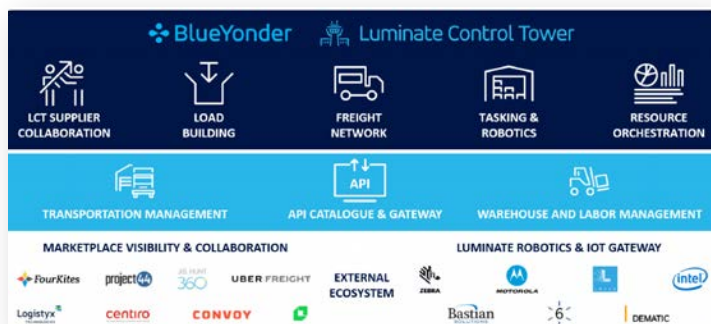 BlueYonder Luminate Control Tower
LCT SUPPLIER
COLLABORATION
LOAD
BUILDING
FREIGHT
NETWORK
TASKING &
ROBOTICS
RESOURCE
ORCHESTRATION
API
TRANSPORTATION MANAGEMENT
API CATALOGUE & GATEWAY
WAREHOUSE AND LABOR MANAGEMENT
MARKETPLACE VISIBILITY & COLLABORATION
LUMINATE ROBOTICS & IOT GATEWAY
FourKites
project44
360
UBER FREIGHT
EXTERNAL
ECOSYSTEM
ZEBRA
MOTOROLA
L
intel
Logistyx
centiro
CONVOY
Bastian
SOLUTIONS
6
DEMATIC